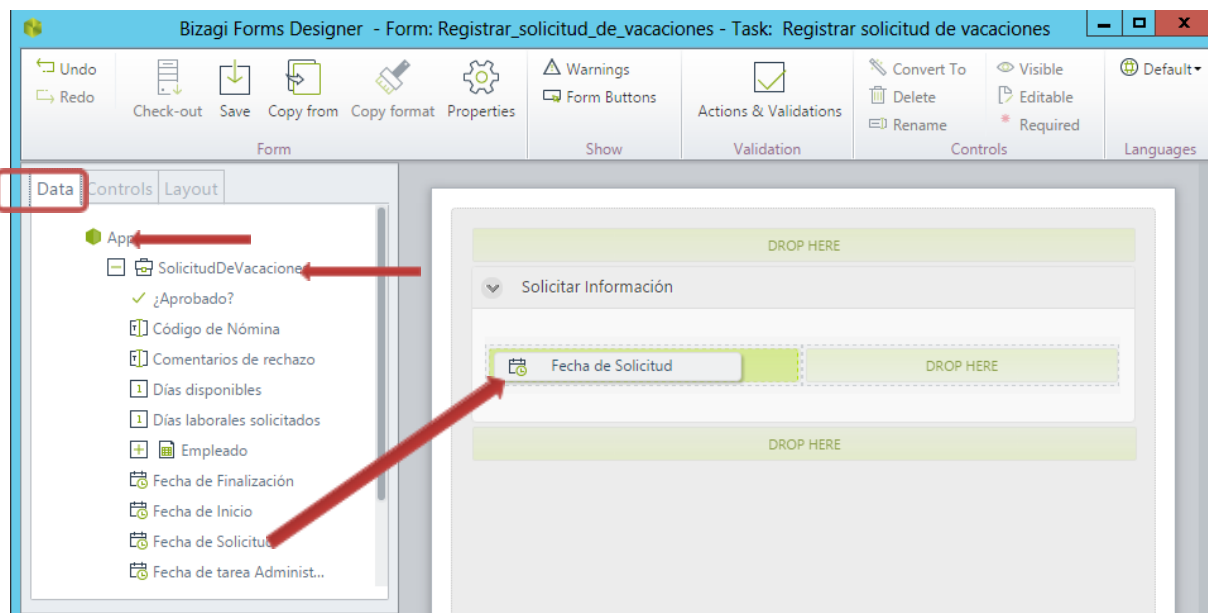 Bizagi Forms Designer - Form: Registrar_solicitud_de_vacaciones - Task: Registrar solicitud de vacaciones
Undo
Redo
Check-out Save Copy from Copy format Properties
Form
Warnings
Form Buttons
Show
Actions & Validations
Validation
Convert To
Delete
Rename
Visible
Editable
Required
Controls
Default
Languages
Data Controls Layout
App
SolicitudDeVacacione
¿Aprobado?
Código de Nómina
Comentarios de rechazo
1 Días disponibles
1 Días laborales solicitados
Empleado
Fecha de Finalización
Fecha de Inicio
Fecha de Solicitud
Fecha de tarea Administ...
DROP HERE
Solicitar Información
Fecha de Solicitud
DROP HERE
DROP HERE